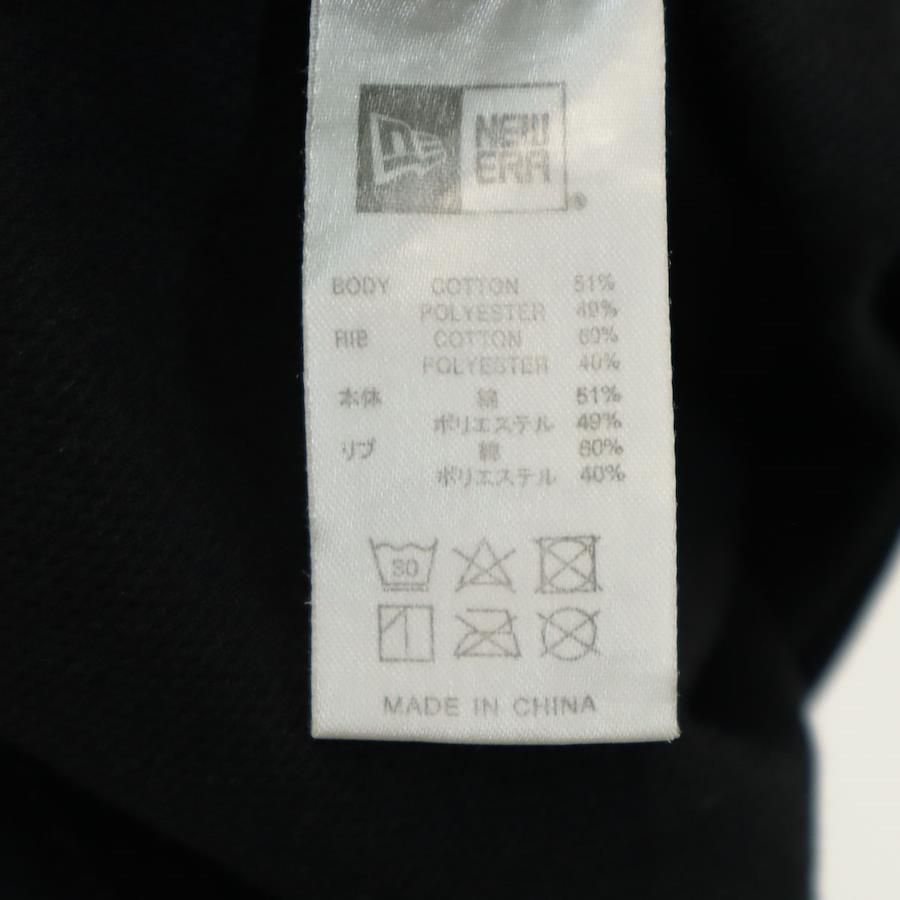 NEW
ERA
®
BODY COTTON 51%
POLYESTER 49%
RIB COTTON 60%
POLYESTER 40%
本体 綿 51%
ポリエステル 49%
リブ 綿 60%
ポリエステル 40%
30
MADE IN CHINA